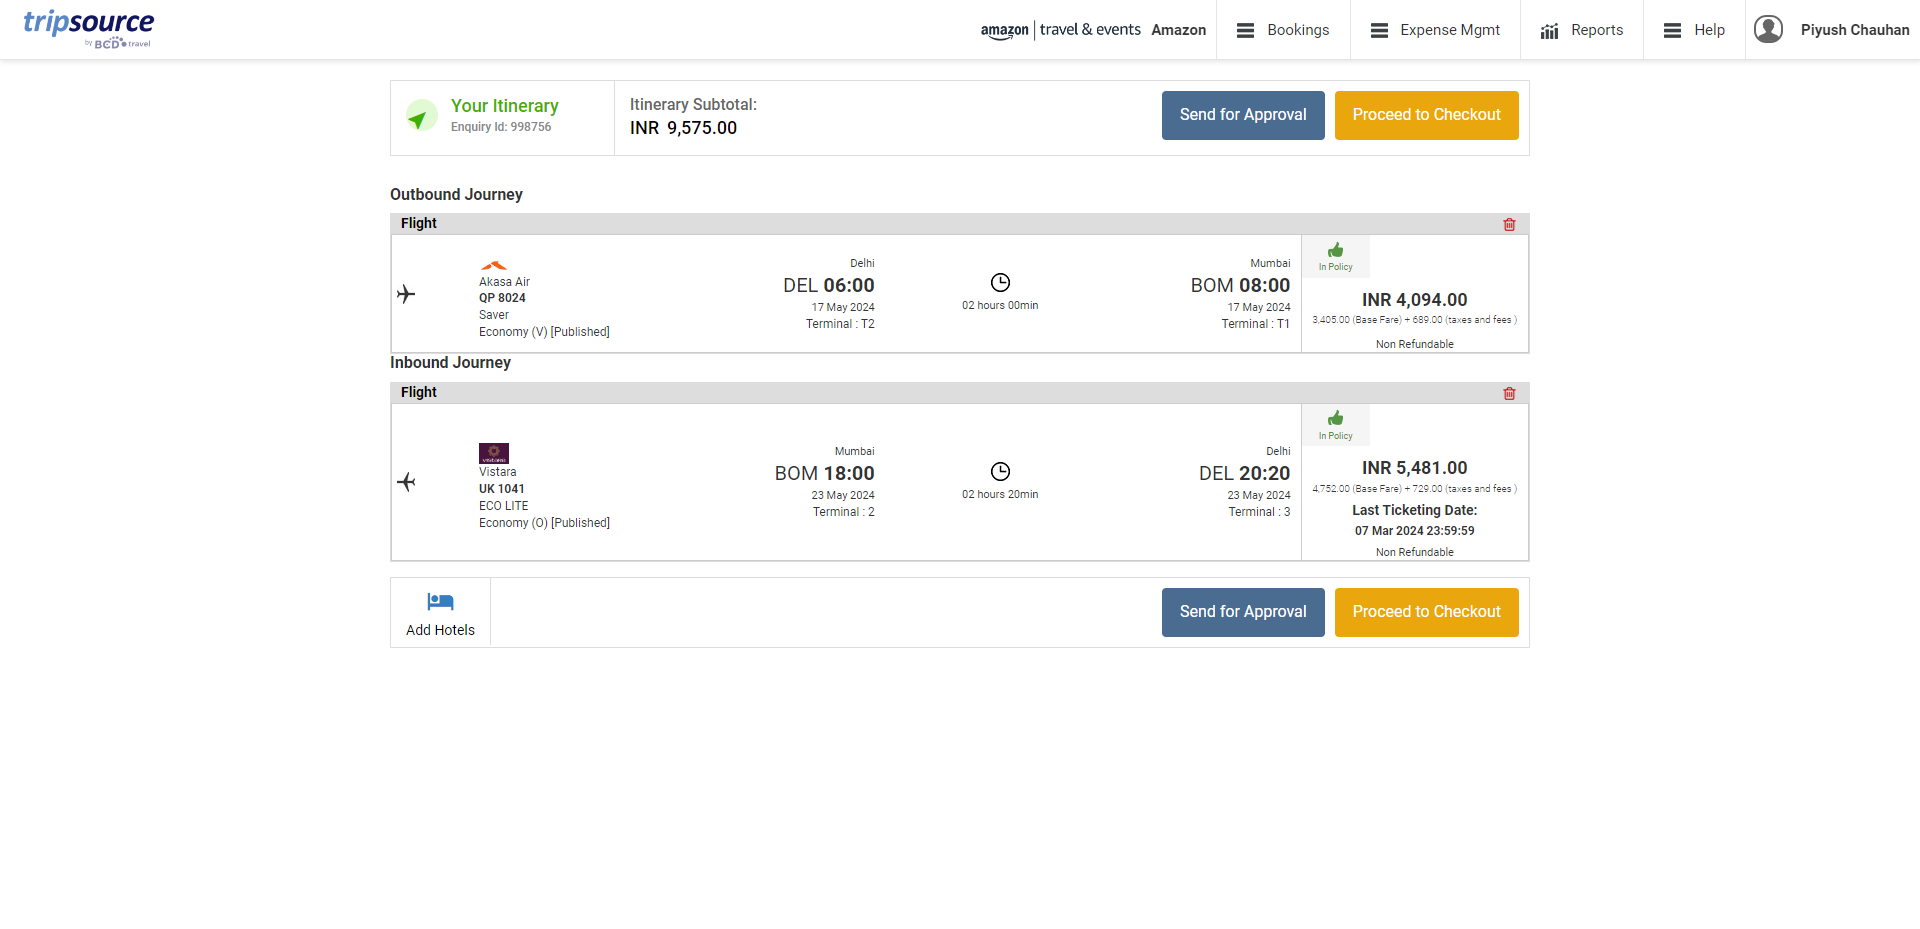 tripsource
by BCD travel
amazon | travel & events Amazon
Bookings
Expense Mgmt
Reports
Help
Piyush Chauhan
Your Itinerary
Enquiry Id: 998756
Itinerary Subtotal:
INR 9,575.00
Send for Approval
Proceed to Checkout
Outbound Journey
Flight
Akasa Air
QP 8024
Saver
Economy (V) [Published]
Delhi
DEL 06:00
17 May 2024
Terminal : T2
02 hours 00min
Mumbai
BOM 08:00
17 May 2024
Terminal : T1
In Policy
INR 4,094.00
3,405.00 (Base Fare) + 689.00 (taxes and fees )
Non Refundable
Inbound Journey
Flight
VISTARA
Vistara
UK 1041
ECO LITE
Economy (O) [Published]
Mumbai
BOM 18:00
23 May 2024
Terminal : 2
02 hours 20min
Delhi
DEL 20:20
23 May 2024
Terminal : 3
In Policy
INR 5,481.00
4,752.00 (Base Fare) + 729.00 (taxes and fees )
Last Ticketing Date:
07 Mar 2024 23:59:59
Non Refundable
Add Hotels
Send for Approval
Proceed to Checkout